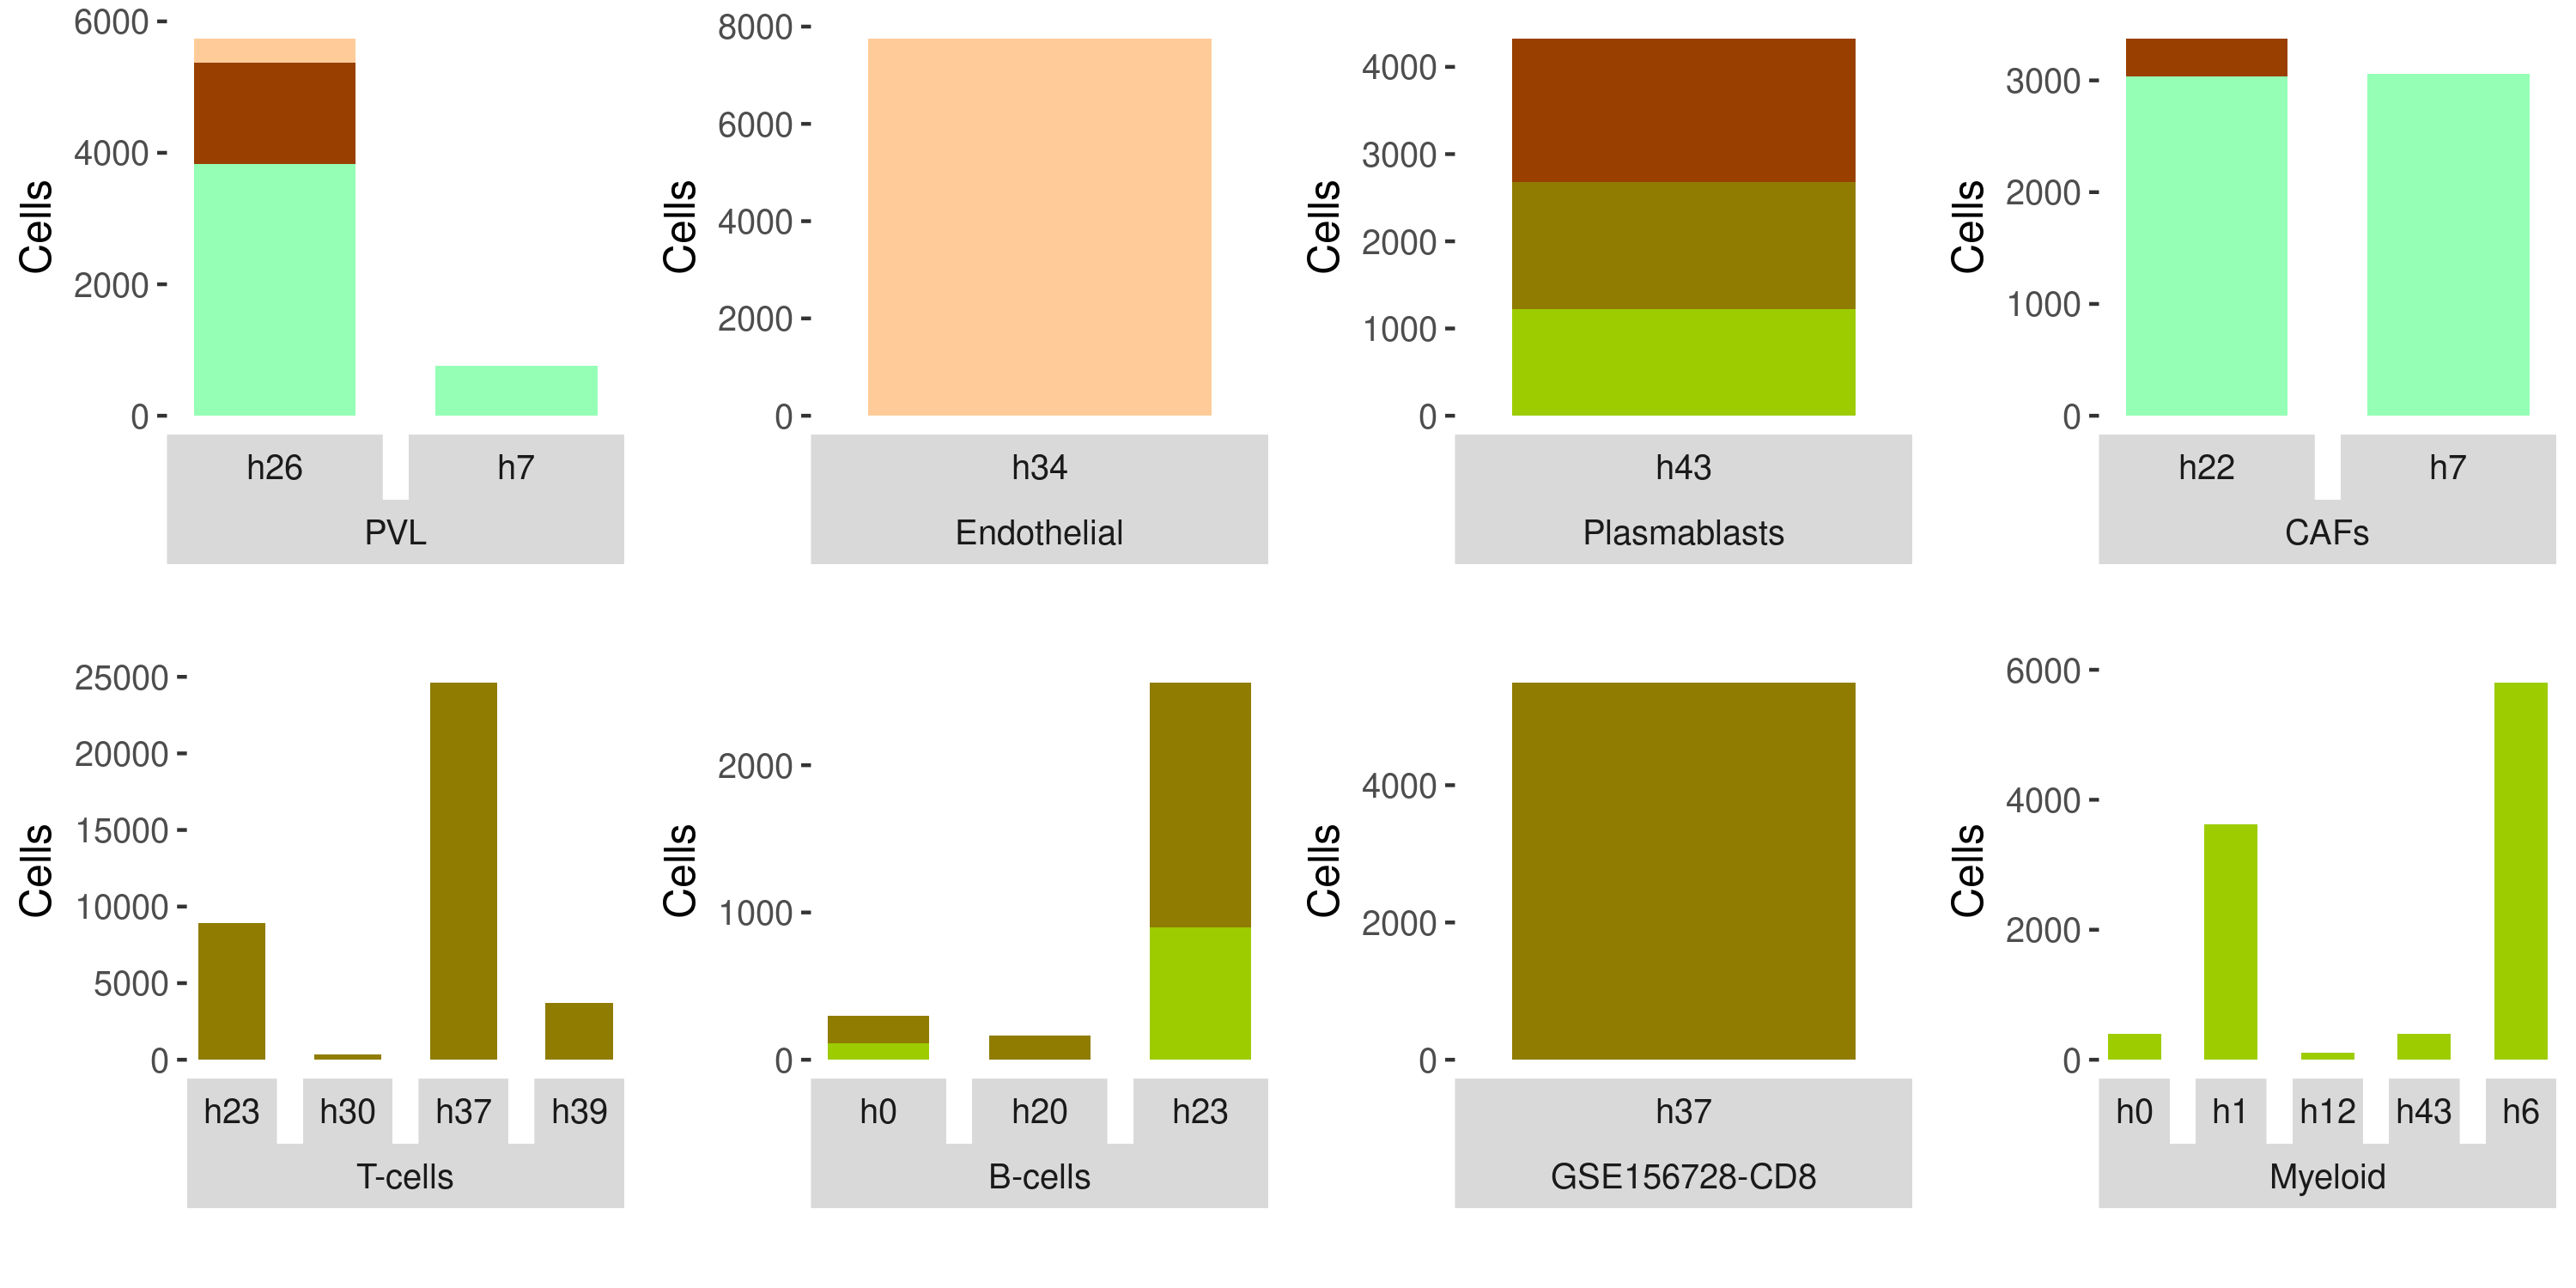 Cells
6000
4000
2000
0
h26 h7
PVL
Cells
8000
6000
4000
2000
0
h34
Endothelial
Cells
4000
3000
2000
1000
0
h43
Plasmablasts
Cells
3000
2000
1000
0
h22 h7
CAFs
Cells
25000
20000
15000
10000
5000
0
h23 h30 h37 h39
T-cells
Cells
2000
1000
0
h0 h20 h23
B-cells
Cells
4000
2000
0
h37
GSE156728-CD8
Cells
6000
4000
2000
0
h0 h1 h12 h43 h6
Myeloid